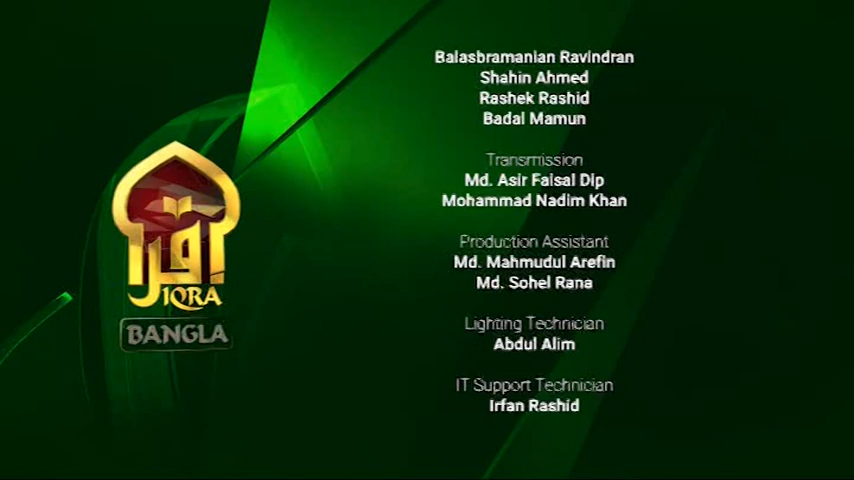 Balasbramanian Ravindran
Shahin Ahmed
Rashek Rashid
Badal Mamun
Transmission
Md. Asir Faisal Dip
Mohammad Nadim Khan
Production Assistant
Md. Mahmudul Arefin
Md. Sohel Rana
Lighting Technician
Abdul Alim
IT Support Technician
Irfan Rashid
اقرأ
IQRA
BANGLA